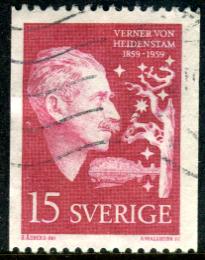 VERNER VON
HEIDENSTAM
1859-1959
15 SVERIGE